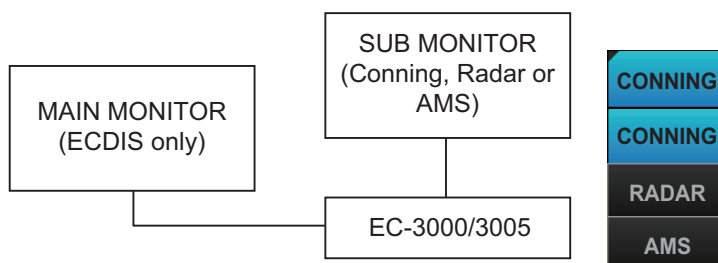 MAIN MONITOR
(ECDIS only)
SUB MONITOR
(Conning, Radar or
AMS)
EC-3000/3005
CONNING
CONNING
RADAR
AMS